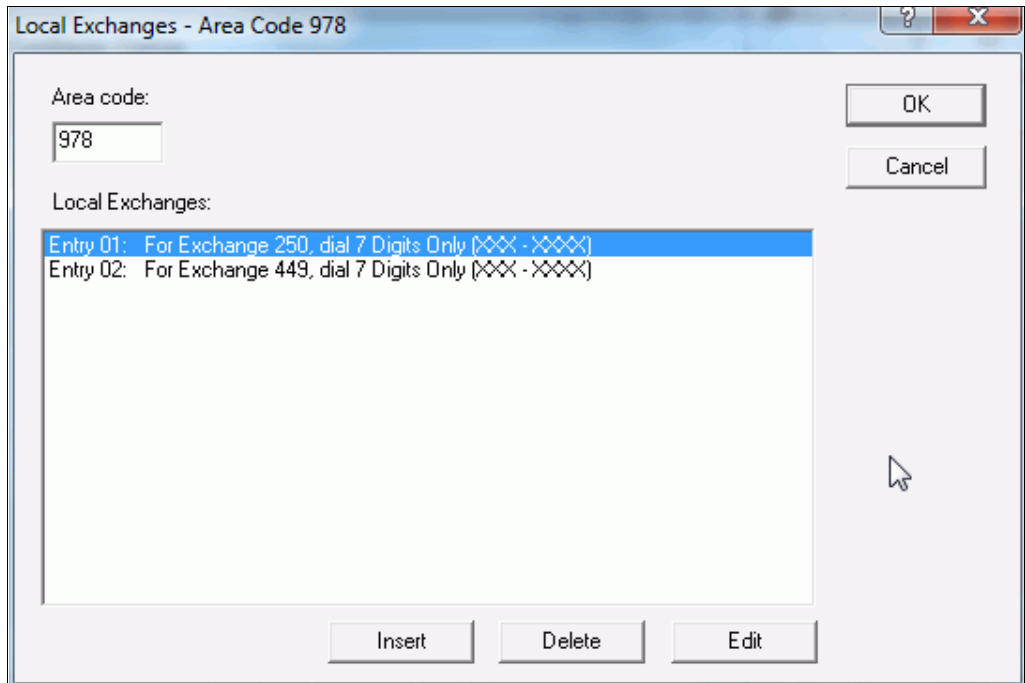 Local Exchanges - Area Code 978
? X
Area code:
978
OK
Cancel
Local Exchanges:
Entry 01: For Exchange 250, dial 7 Digits Only (XXX - XXXX)
Entry 02: For Exchange 449, dial 7 Digits Only (XXX - XXXX)
Insert Delete Edit